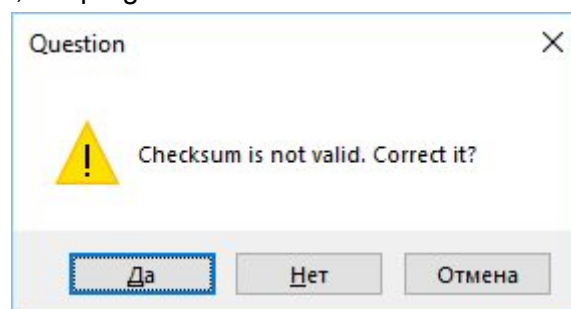 Question
Checksum is not valid. Correct it?
Да Нет Отмена